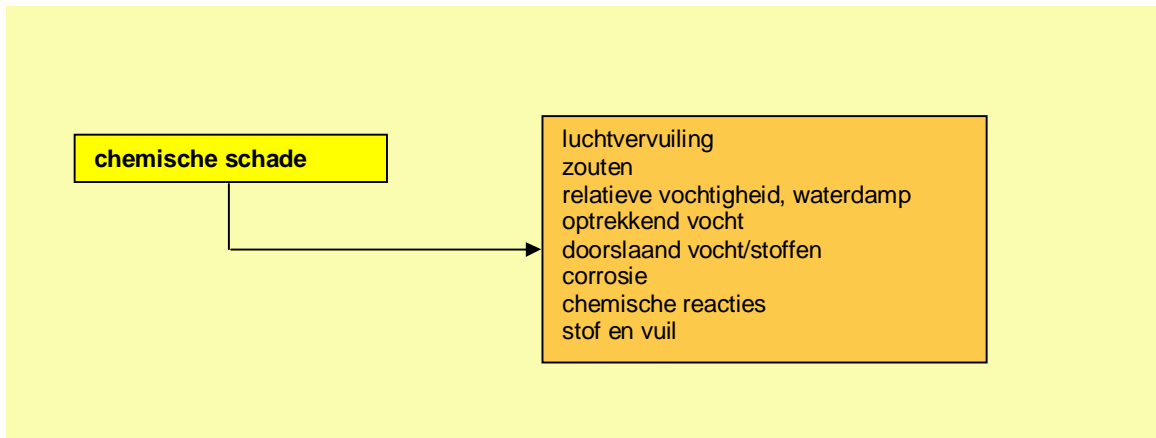 chemische schade
luchtvervuiling
zouten
relatieve vochtigheid, waterdamp
optrekkend vocht
doorslaand vocht/stoffen
corrosie
chemische reacties
stof en vuil